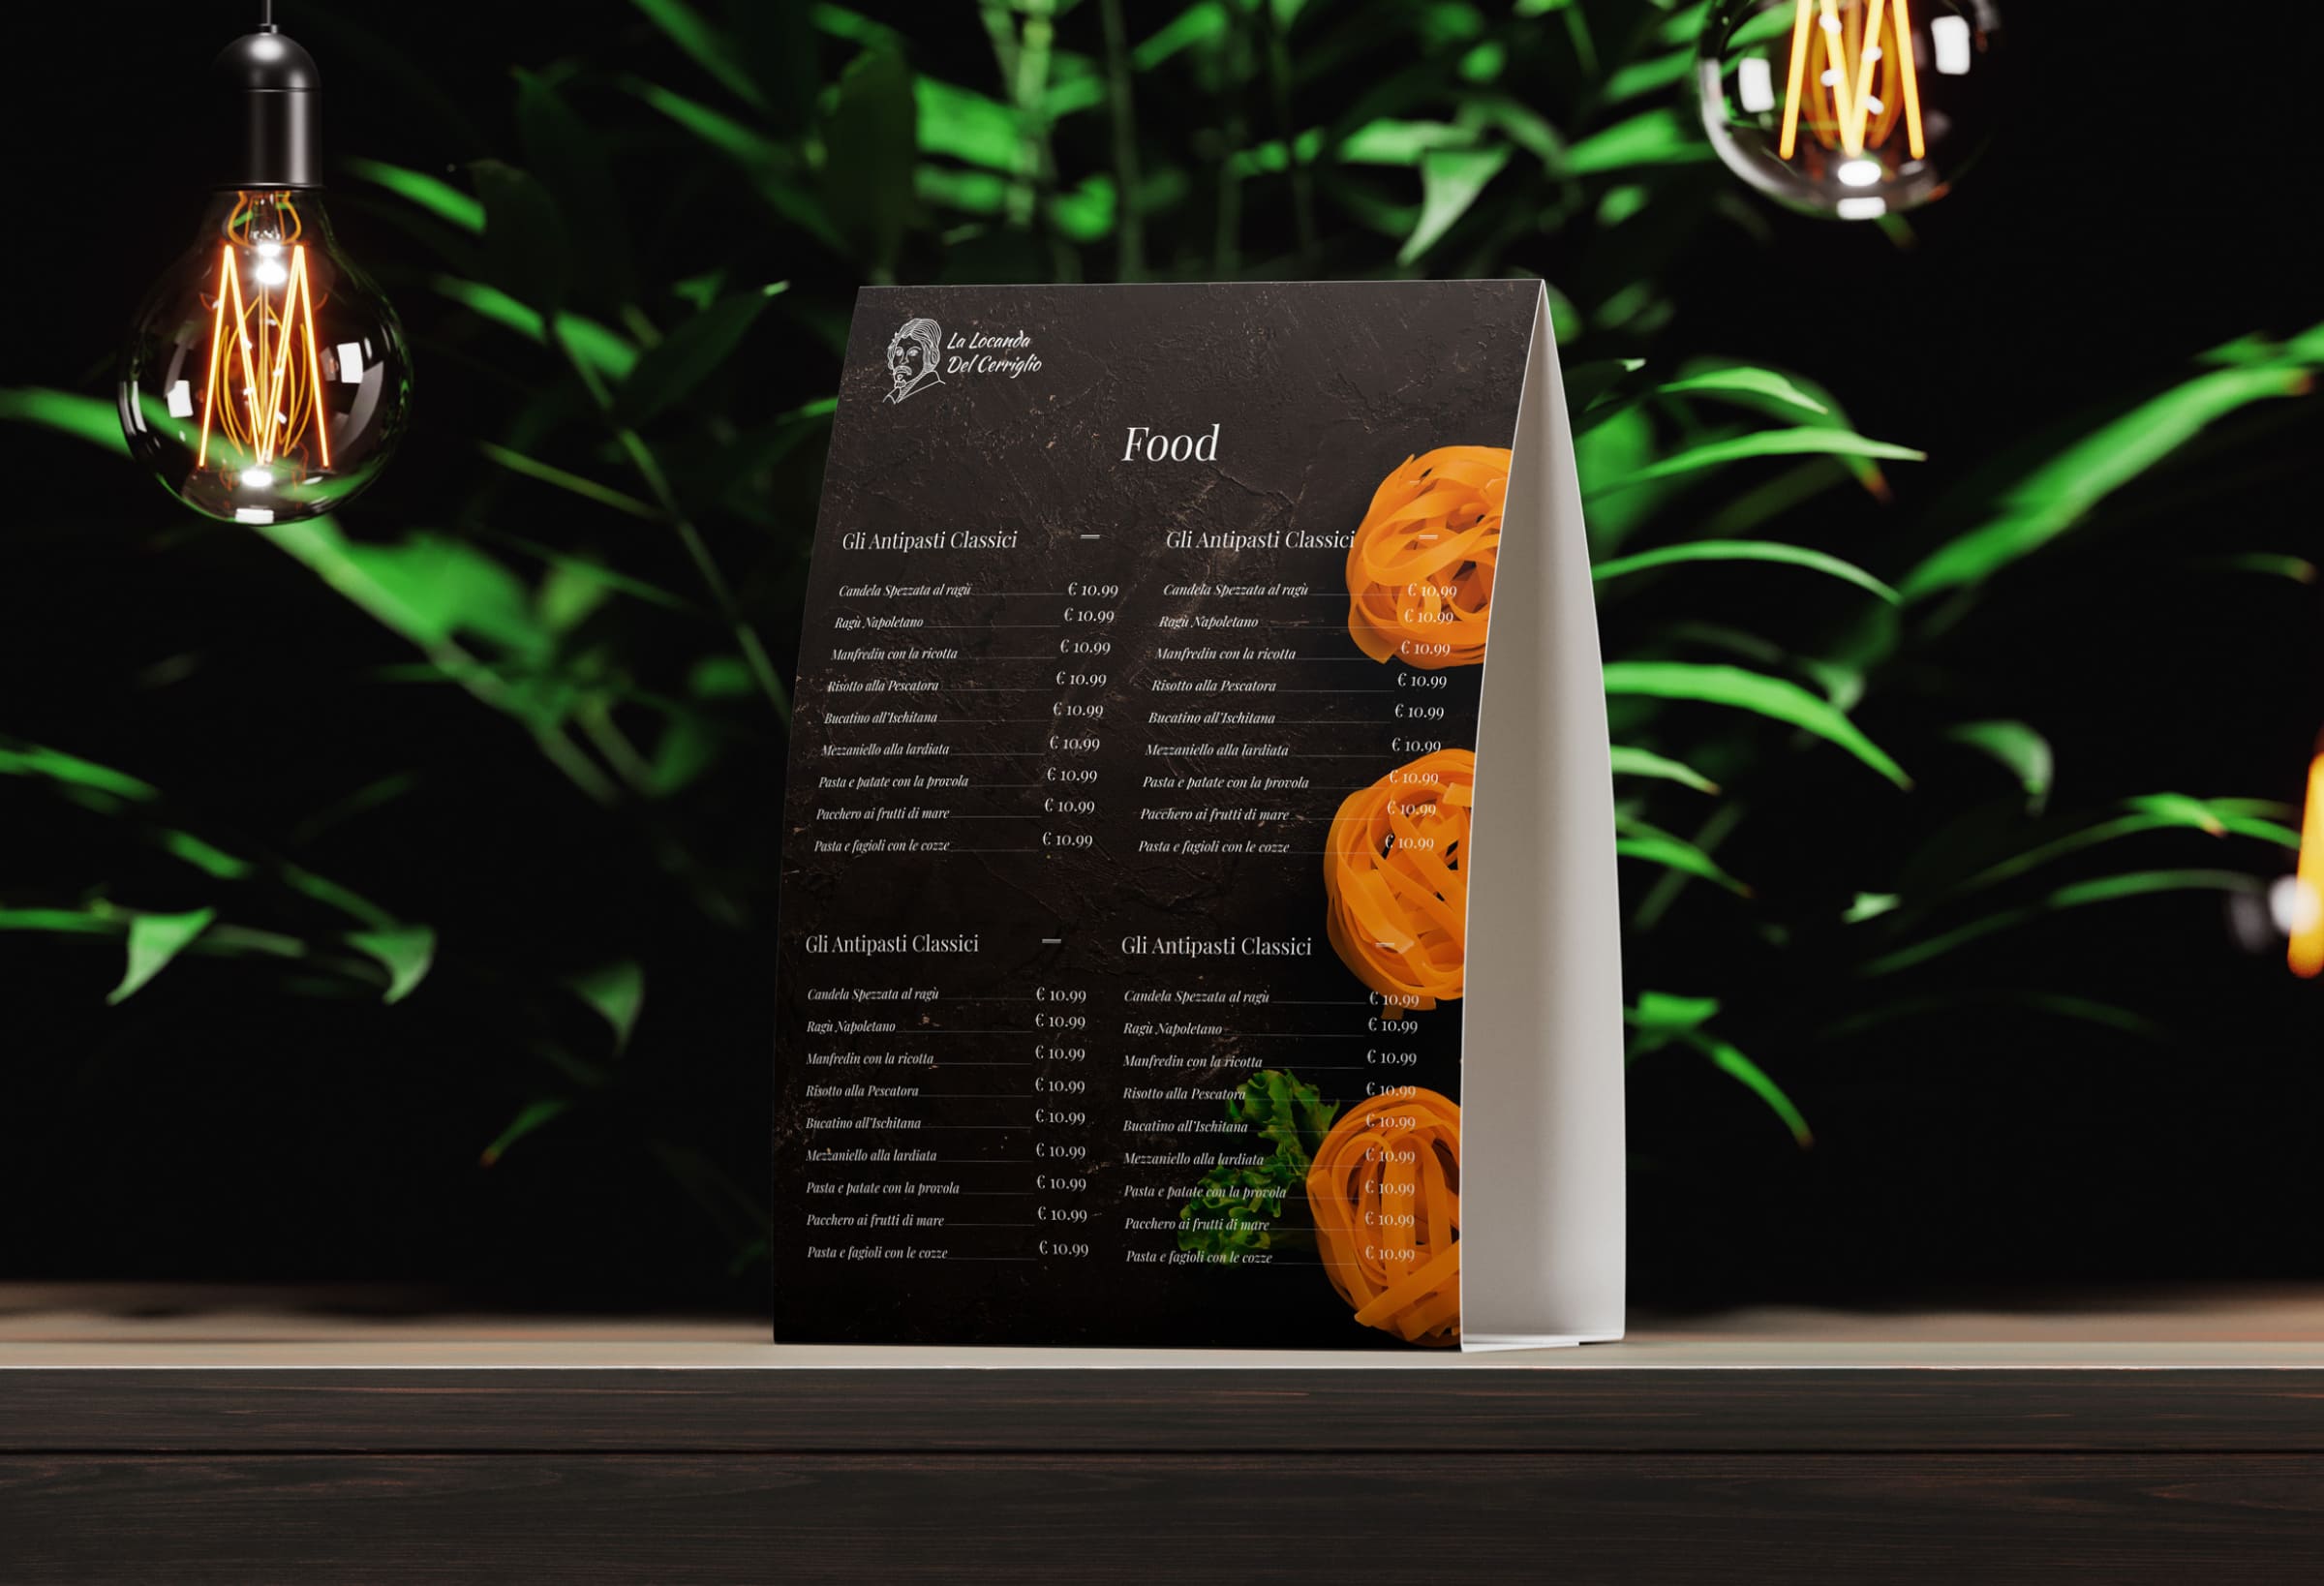 La Locanda
Del Cerriglio
Food
Gli Antipasti Classici
Candela Spezzata al ragù € 10.99
Ragù Napoletano € 10.99
Manfredin con la ricotta € 10.99
Risotto alla Pescatora € 10.99
Bucatino all'Ischitana € 10.99
Mezzaniello alla lardiata € 10.99
Pasta e patate con la provola € 10.99
Pacchero ai frutti di mare € 10.99
Pasta e fagioli con le cozze € 10.99
Gli Antipasti Classici
Candela Spezzata al ragù € 10.99
Ragù Napoletano € 10.99
Manfredin con la ricotta € 10.99
Risotto alla Pescatora € 10.99
Bucatino all'Ischitana € 10.99
Mezzaniello alla lardiata € 10.99
Pasta e patate con la provola € 10.99
Pacchero ai frutti di mare € 10.99
Pasta e fagioli con le cozze € 10.99
Gli Antipasti Classici
Candela Spezzata al ragù € 10.99
Ragù Napoletano € 10.99
Manfredin con la ricotta € 10.99
Risotto alla Pescatora € 10.99
Bucatino all'Ischitana € 10.99
Mezzaniello alla lardiata € 10.99
Pasta e patate con la provola € 10.99
Pacchero ai frutti di mare € 10.99
Pasta e fagioli con le cozze € 10.99
Gli Antipasti Classici
Candela Spezzata al ragù € 10.99
Ragù Napoletano € 10.99
Manfredin con la ricotta € 10.99
Risotto alla Pescatora € 10.99
Bucatino all'Ischitana € 10.99
Mezzaniello alla lardiata € 10.99
Pasta e patate con la provola € 10.99
Pacchero ai frutti di mare € 10.99
Pasta e fagioli con le cozze € 10.99